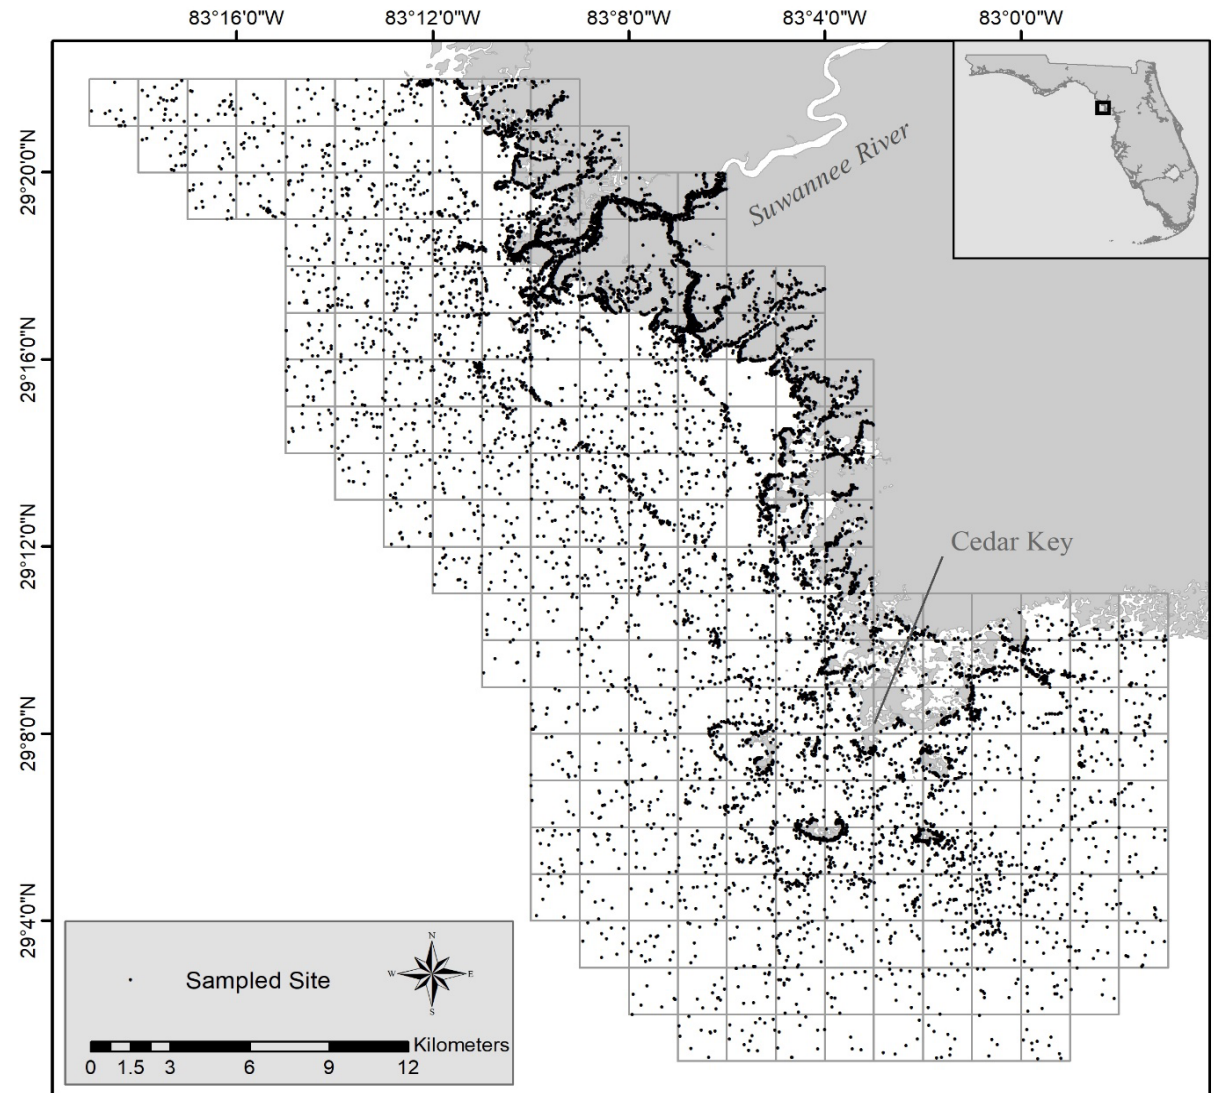 83°16'0"W 83°12'0"W 83°8'0"W 83°4'0"W 83°0'0"W
29°20'0"N
29°16'0"N
29°12'0"N
29°8'0"N
29°4'0"N
Suwannee River
Cedar Key
N
W E
S
Sampled Site
Kilometers
0 1.5 3 6 9 12